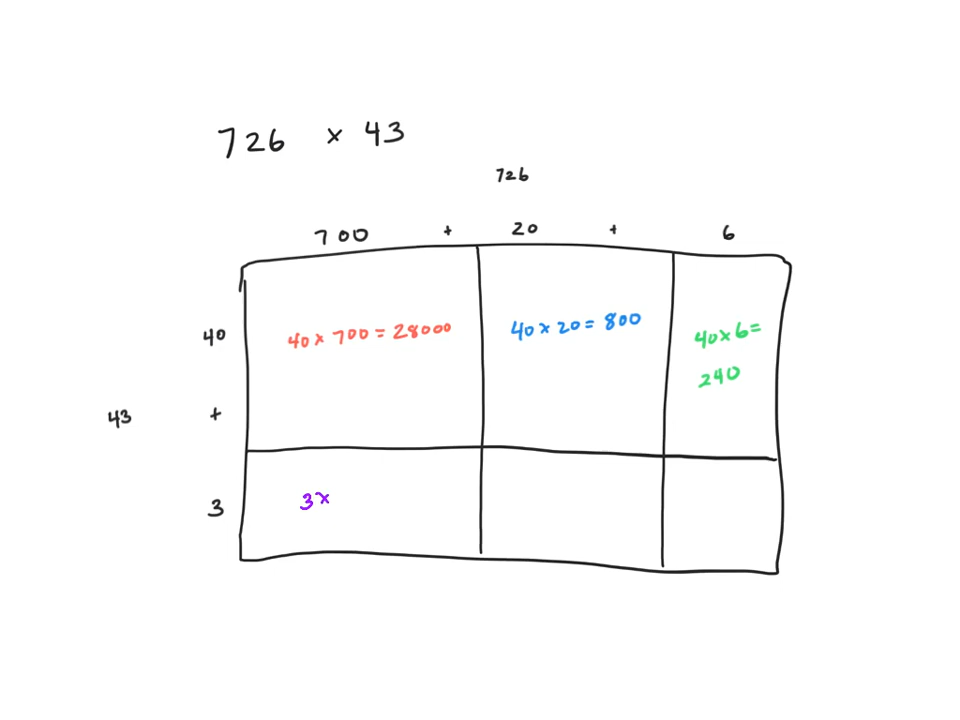 726 × 43
726
700 + 20 + 6
40
40 × 700 = 28000
40 × 20 = 800
40 × 6 =
240
43 +
3
3 ×